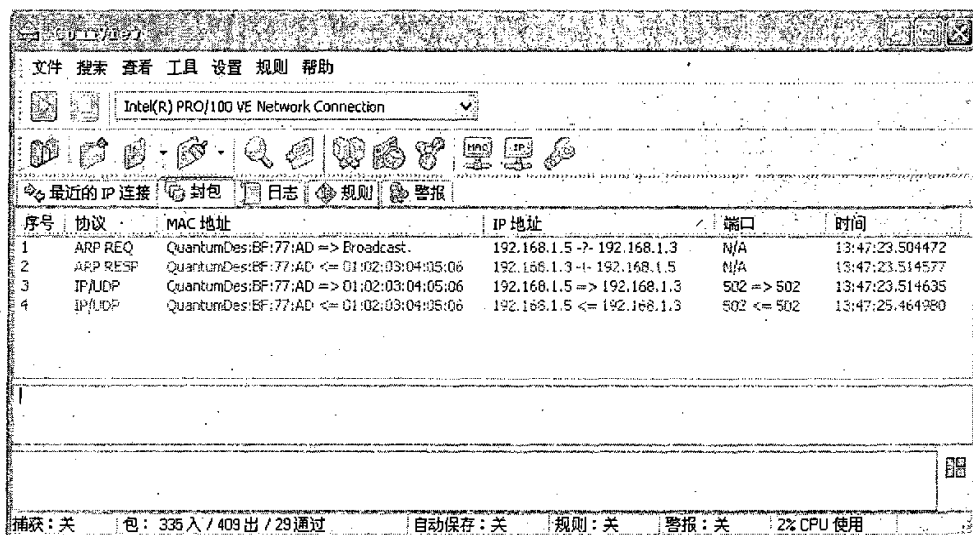 CommView
文件 搜索 查看 工具 设置 规则 帮助
Intel(R) PRO/100 VE Network Connection
MAC IP
最近的 IP 连接 封包 日志 规则 警报
序号 协议 MAC 地址 IP 地址 端口 时间
1 ARP REQ QuantumDes:BF:77:AD => Broadcast. 192.168.1.5 -?- 192.168.1.3 N/A 13:47:23.504472
2 ARP RESP QuantumDes:BF:77:AD <= 01:02:03:04:05:06 192.168.1.3 -!- 192.168.1.5 N/A 13:47:23.514577
3 IP/UDP QuantumDes:BF:77:AD => 01:02:03:04:05:06 192.168.1.5 => 192.168.1.3 502 => 502 13:47:23.514635
4 IP/UDP QuantumDes:BF:77:AD <= 01:02:03:04:05:06 192.168.1.5 <= 192.168.1.3 502 <= 502 13:47:25.464980
捕获：关 包：335 入 / 409 出 / 29 通过 自动保存：关 规则：关 警报：关 2% CPU 使用